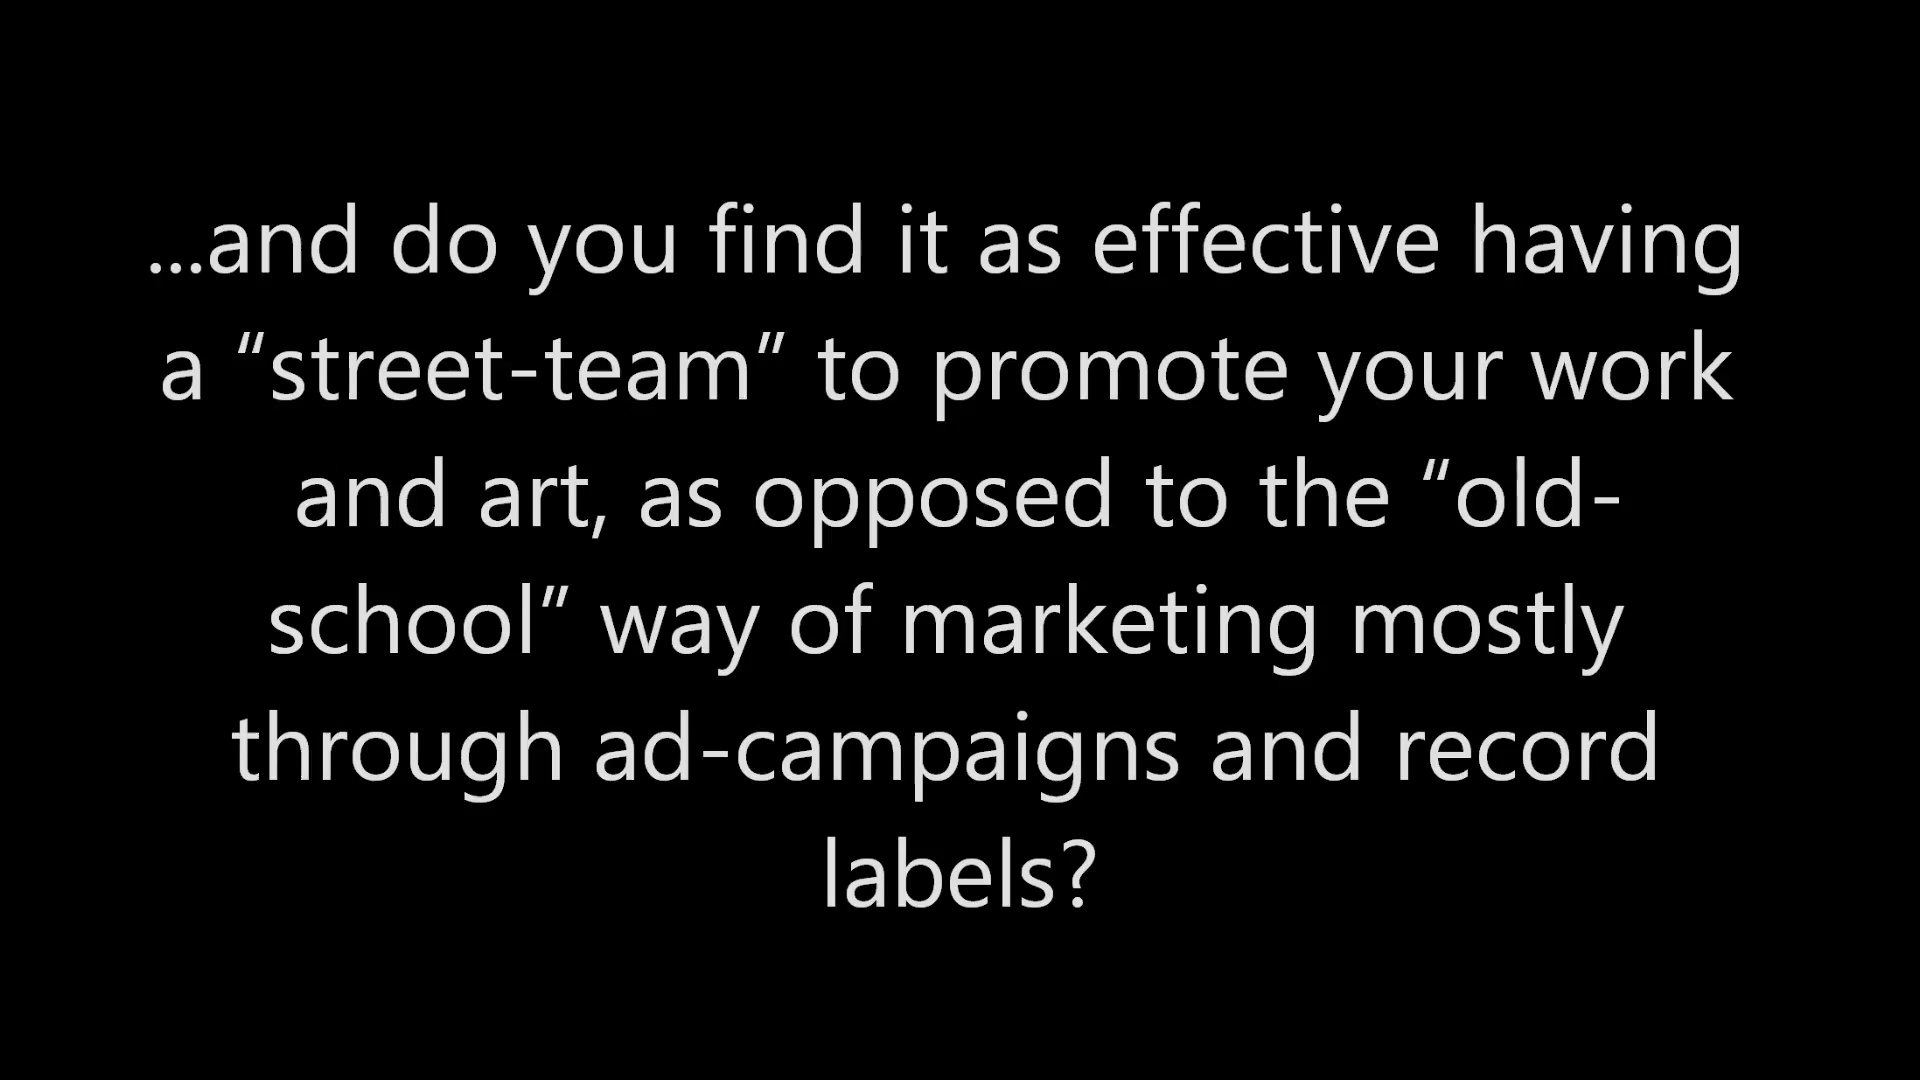 ...and do you find it as effective having
a “street-team” to promote your work
and art, as opposed to the “old-
school” way of marketing mostly
through ad-campaigns and record
labels?